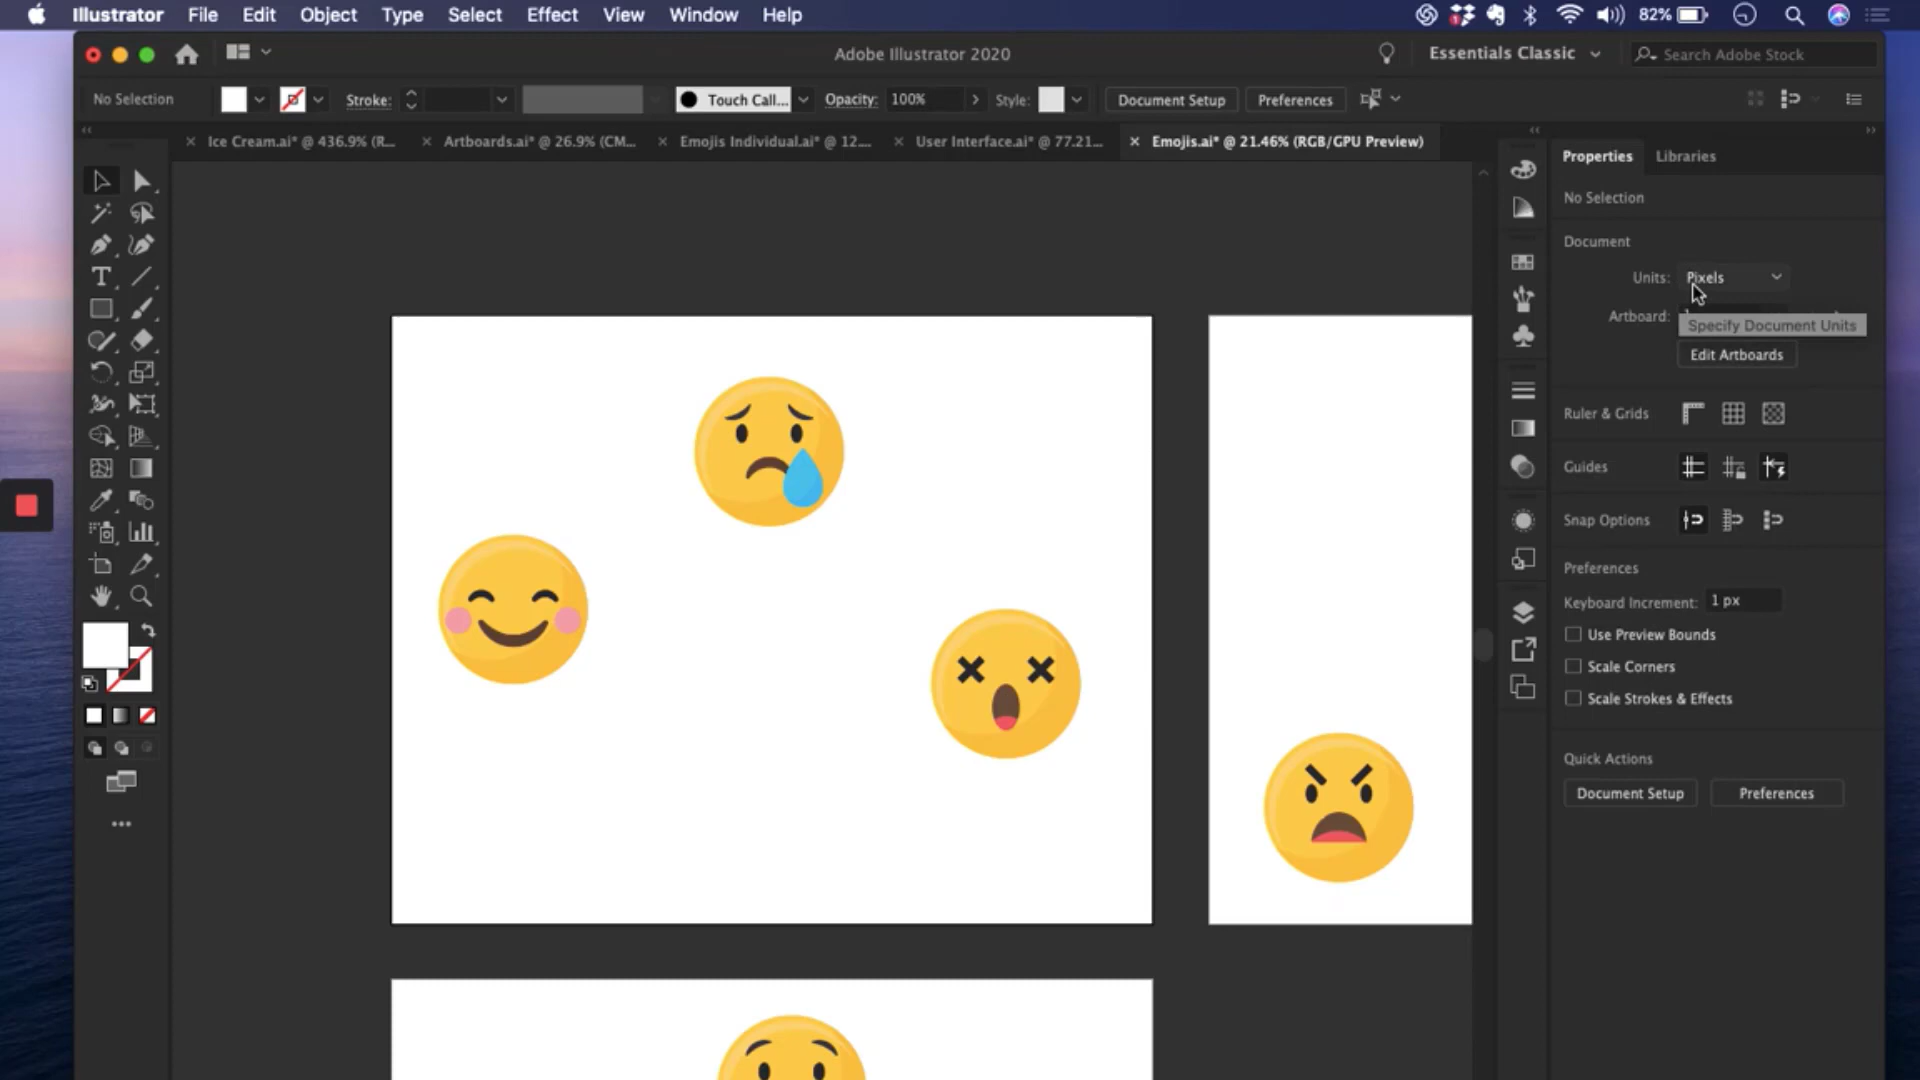 Illustrator File Edit Object Type Select Effect View Window Help 82%
Adobe Illustrator 2020 Essentials Classic Search Adobe Stock
No Selection Stroke: Touch Call... Opacity: 100% Style: Document Setup Preferences
Ice Cream.ai* @ 436.9% (R... Artboards.ai* @ 26.9% (CM... Emojis Individual.ai* @ 12.... User Interface.ai* @ 77.21... Emojis.ai* @ 21.46% (RGB/GPU Preview)
Properties Libraries
No Selection
Document
Units: Pixels
Artboard:
Specify Document Units
Edit Artboards
Ruler & Grids
Guides
Snap Options
Preferences
Keyboard Increment: 1 px
Use Preview Bounds
Scale Corners
Scale Strokes & Effects
Quick Actions
Document Setup Preferences